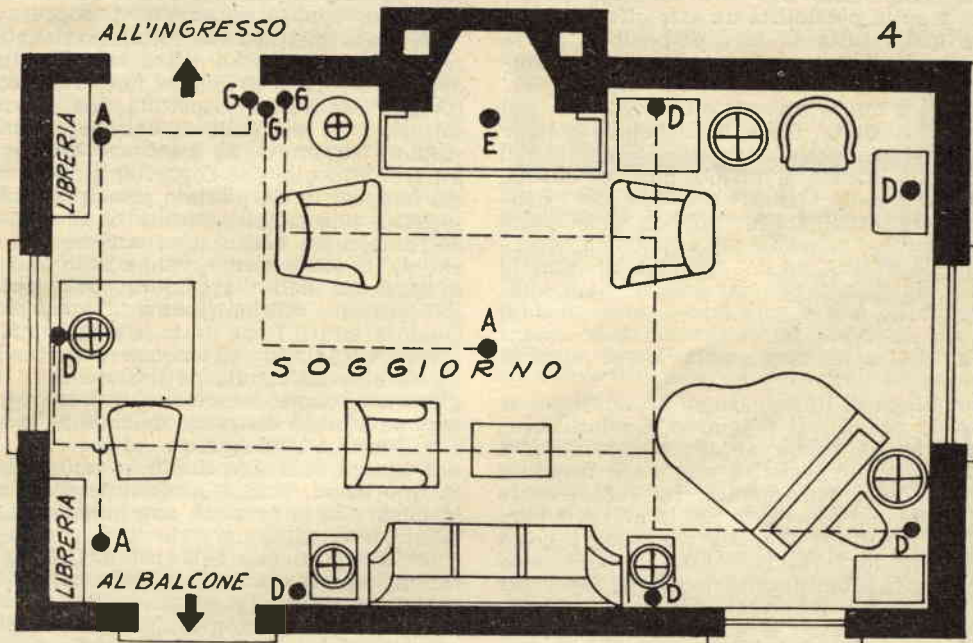 ALL'INGRESSO
4
G G
G
A
D
E
LIBRERIA
D
A
D
SOGGIORNO
A
LIBRERIA
D
AL BALCONE
D
D